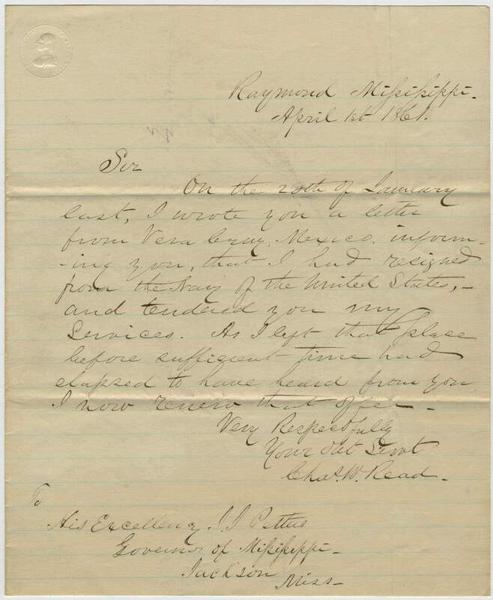 Raymond Mississippi.
April 1st 1861.
Sir
On the 20th of January
last, I wrote you a letter
from Vera Cruz, Mexico, inform-
-ing you, that I had resigned
from the Navy of the United States,-
and tendered you my
Services. As I left that place
before sufficient time had
elapsed to have heard from you
I now renew that offer-
Very Respectfully
Your Obt Servt
Chas. W. Read.
To
His Excellency J. J. Pettus
Governor of Mississippi-
Jackson
Miss-